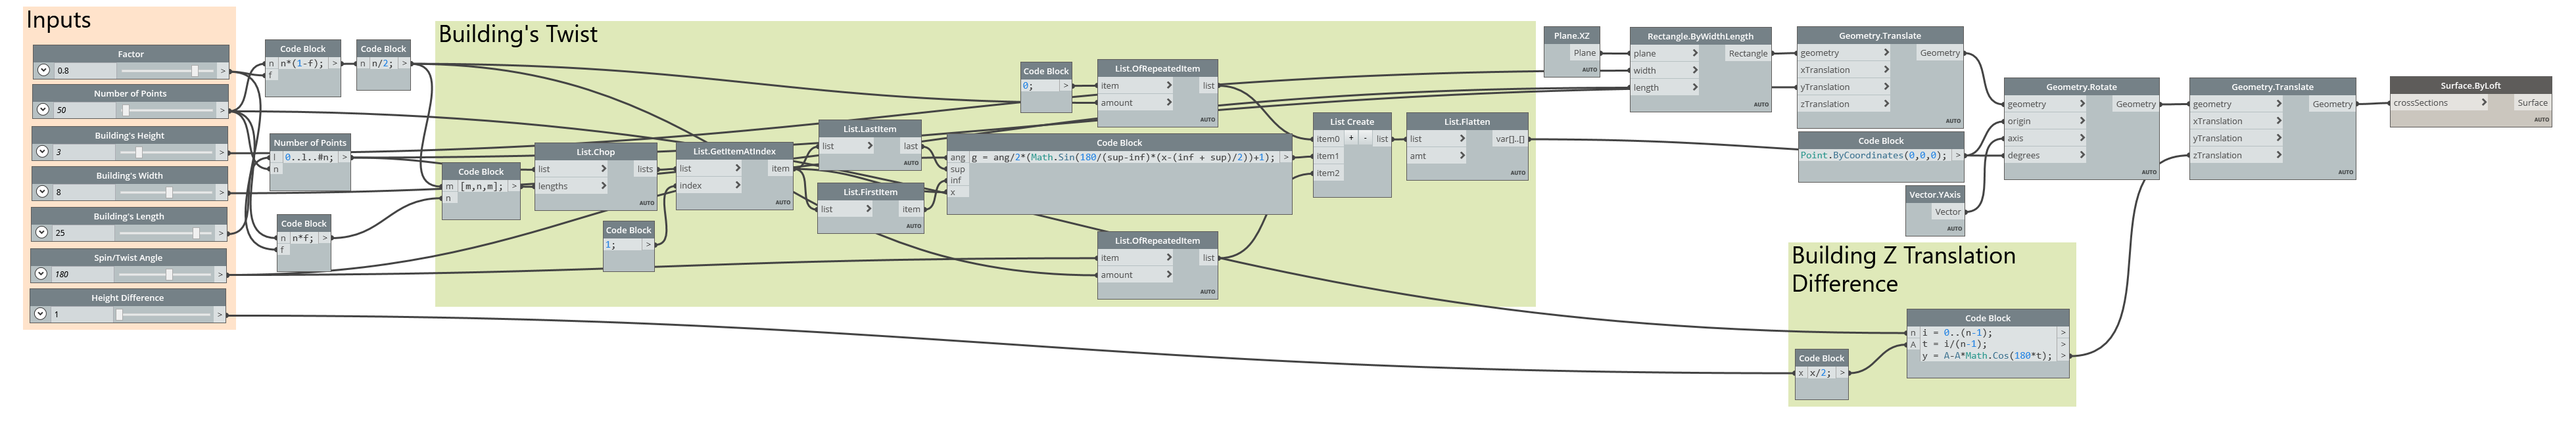 Inputs
Factor
0.8 >
Number of Points
50 >
Building's Height
3 >
Building's Width
8 >
Building's Length
25 >
Spin/Twist Angle
180 >
Height Difference
1 >
Code Block
n n*(1-f); >
f
Code Block
n n/2; >
Number of Points
l 0..l..#n; >
n
Code Block
n n*f; >
f
Building's Twist
Code Block
m [m,n,m]; >
n
List.Chop
list > lists
lengths >
AUTO
Code Block
1; >
List.GetItemAtIndex
list > item
index >
AUTO
List.LastItem
list > last
AUTO
List.FirstItem
list > item
AUTO
Code Block
0; >
List.OfRepeatedItem
item > list
amount >
AUTO
Code Block
ang g = ang/2*(Math.Sin(180/(sup-inf)*(x-(inf + sup)/2))+1); >
sup
inf
x
List.OfRepeatedItem
item > list
amount >
AUTO
List Create
item0 + - list
item1
item2
AUTO
List.Flatten
list > var[]..[]
amt >
AUTO
Plane.XZ
Plane
AUTO
Rectangle.ByWidthLength
plane > Rectangle
width >
length >
AUTO
Geometry.Translate
geometry > Geometry
xTranslation >
yTranslation >
zTranslation >
AUTO
Code Block
Point.ByCoordinates(0,0,0); >
Vector.YAxis
Vector
AUTO
Geometry.Rotate
geometry > Geometry
origin >
axis >
degrees >
AUTO
Geometry.Translate
geometry > Geometry
xTranslation >
yTranslation >
zTranslation >
AUTO
Surface.ByLoft
crossSections > Surface
AUTO
Building Z Translation
Difference
Code Block
x x/2; >
Code Block
n i = 0..(n-1); >
A t = i/(n-1); >
y = A-A*Math.Cos(180*t); >